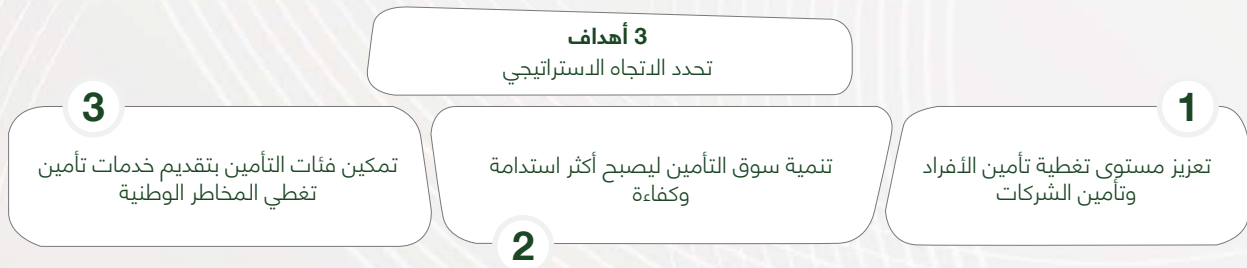 3 أهداف
تحدد الاتجاه الاستراتيجي
1
تعزيز مستوى تغطية تأمين الأفراد
وتأمين الشركات
2
تنمية سوق التأمين ليصبح أكثر استدامة
وكفاءة
3
تمكين فئات التأمين بتقديم خدمات تأمين
تغطي المخاطر الوطنية